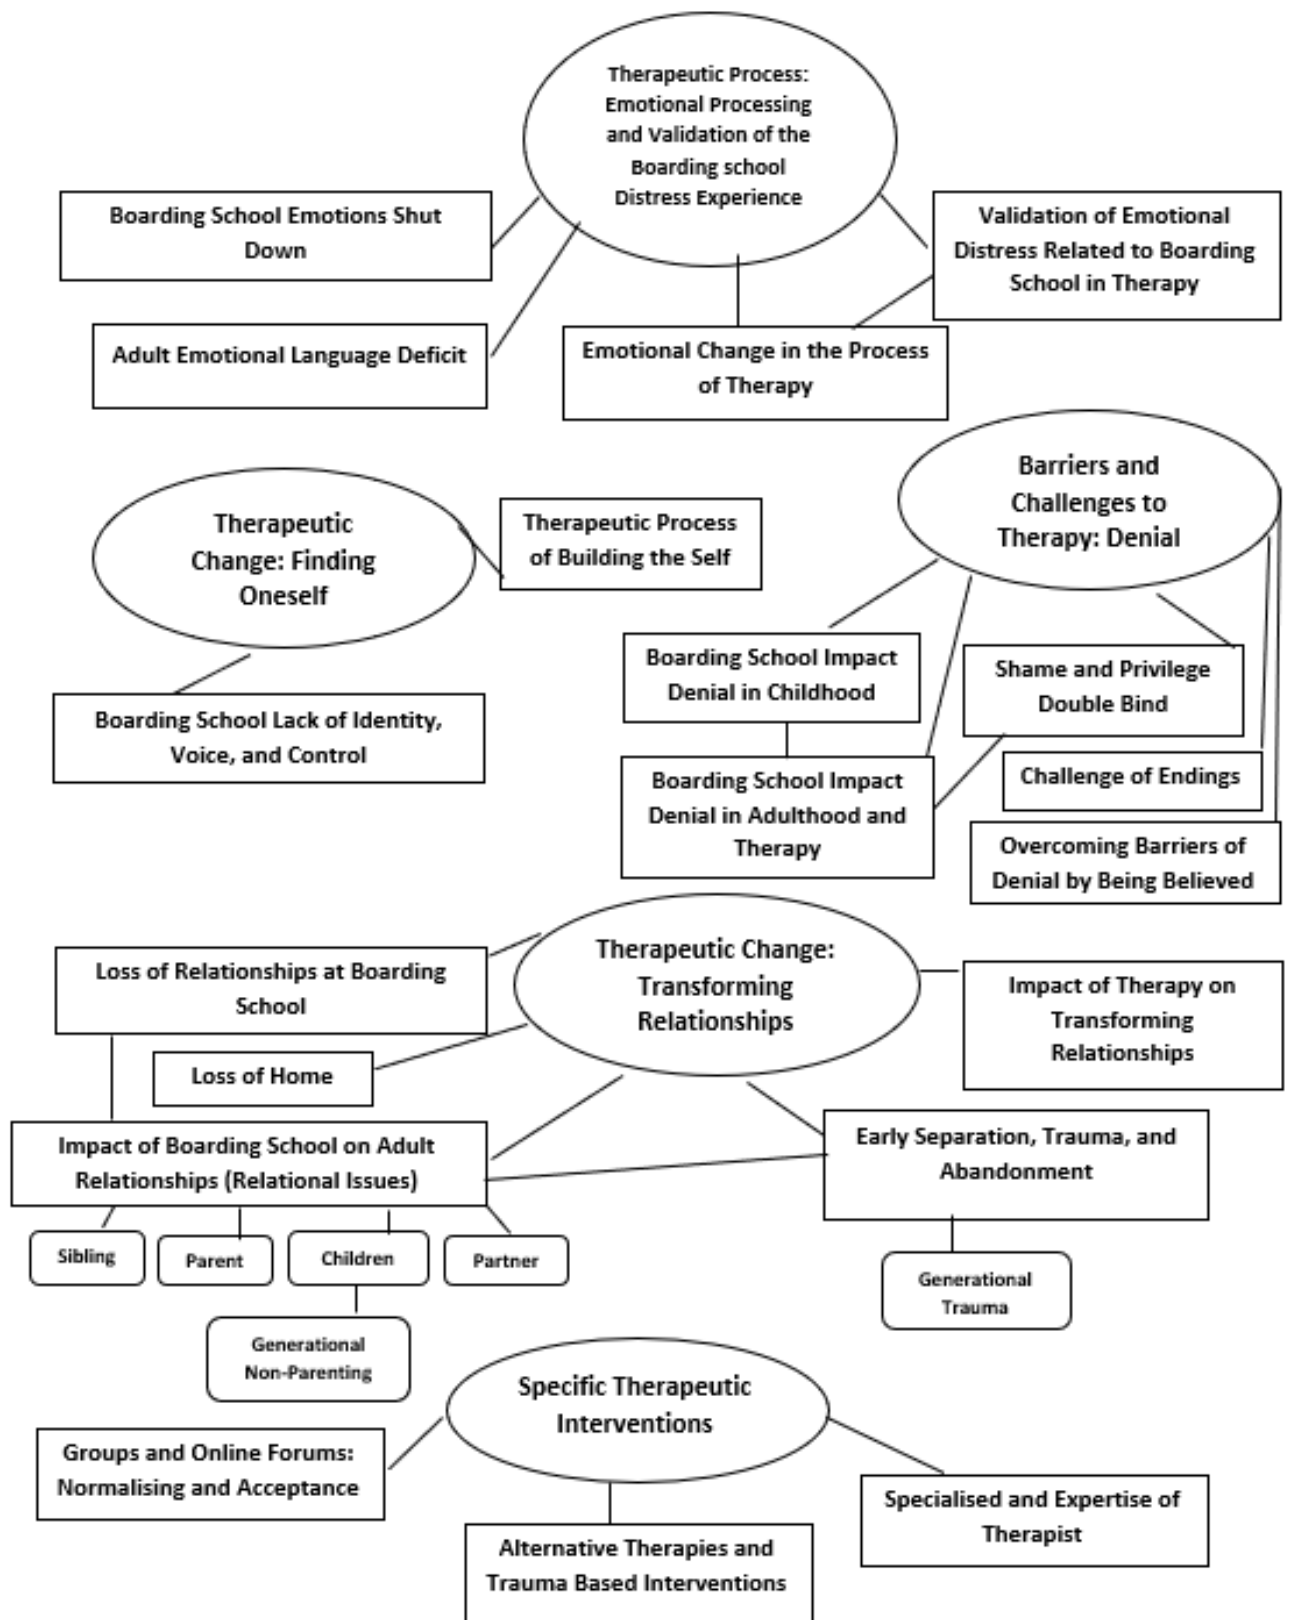 Therapeutic Process:
Emotional Processing
and Validation of the
Boarding school
Distress Experience
Boarding School Emotions Shut
Down
Validation of Emotional
Distress Related to Boarding
School in Therapy
Adult Emotional Language Deficit
Emotional Change in the Process
of Therapy
Barriers and
Challenges to
Therapy: Denial
Therapeutic
Change: Finding
Oneself
Therapeutic Process
of Building the Self
Boarding School Impact
Denial in Childhood
Shame and Privilege
Double Bind
Boarding School Lack of Identity,
Voice, and Control
Boarding School Impact
Denial in Adulthood and
Therapy
Challenge of Endings
Overcoming Barriers of
Denial by Being Believed
Therapeutic Change:
Transforming
Relationships
Loss of Relationships at Boarding
School
Impact of Therapy on
Transforming
Relationships
Loss of Home
Impact of Boarding School on Adult
Relationships (Relational Issues)
Early Separation, Trauma, and
Abandonment
Sibling
Parent
Children
Partner
Generational
Trauma
Generational
Non-Parenting
Specific Therapeutic
Interventions
Groups and Online Forums:
Normalising and Acceptance
Specialised and Expertise of
Therapist
Alternative Therapies and
Trauma Based Interventions